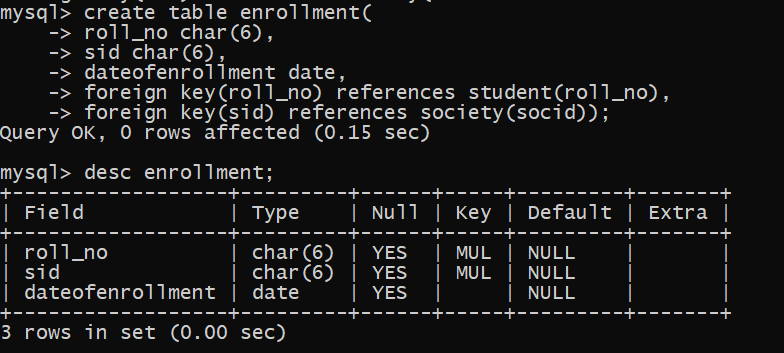 mysql> create table enrollment(
    -> roll_no char(6),
    -> sid char(6),
    -> dateofenrollment date,
    -> foreign key(roll_no) references student(roll_no),
    -> foreign key(sid) references society(socid));
Query OK, 0 rows affected (0.15 sec)

mysql> desc enrollment;
+------------------+---------+------+-----+---------+-------+
| Field            | Type    | Null | Key | Default | Extra |
+------------------+---------+------+-----+---------+-------+
| roll_no          | char(6) | YES  | MUL | NULL    |       |
| sid              | char(6) | YES  | MUL | NULL    |       |
| dateofenrollment | date    | YES  |     | NULL    |       |
+------------------+---------+------+-----+---------+-------+
3 rows in set (0.00 sec)